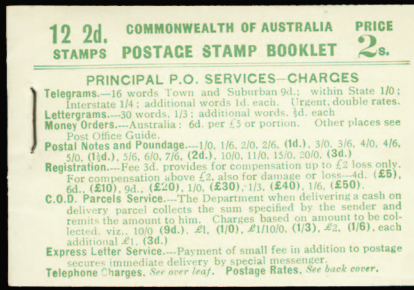 12 2d. COMMONWEALTH OF AUSTRALIA PRICE
STAMPS POSTAGE STAMP BOOKLET 2s.
PRINCIPAL P.O. SERVICES—CHARGES
Telegrams.—16 words Town and Suburban 9d.; within State 1/0;
Interstate 1/4; additional words 1d. each. Urgent, double rates.
Lettergrams.—30 words, 1/3; additional words, ½d. each
Money Orders.—Australia: 6d. per £5 or portion. Other places see
Post Office Guide.
Postal Notes and Poundage.—1/0, 1/6, 2/0, 2/6, (1d.), 3/0, 3/6, 4/0, 4/6,
5/0, (1½d.), 5/6, 6/0, 7/6, (2d.), 10/0, 11/0, 15/0, 20/0, (3d.)
Registration.—Fee 3d. provides for compensation up to £2 loss only.
For compensation above £2, also for damage or loss—4d. (£5),
6d., (£10), 9d., (£20), 1/0, (£30), 1/3, (£40), 1/6, (£50).
C.O.D. Parcels Service.—The Department when delivering a cash on
delivery parcel collects the sum specified by the sender and
remits the amount to him. Charges based on amount to be col-
lected. viz., 10/0 (9d.), £1, (1/0), £1/10/0, (1/3), £2, (1/6), each
additional £1, (3d.)
Express Letter Service.—Payment of small fee in addition to postage
secures immediate delivery by special messenger.
Telephone Charges. See over leaf. Postage Rates. See back cover.